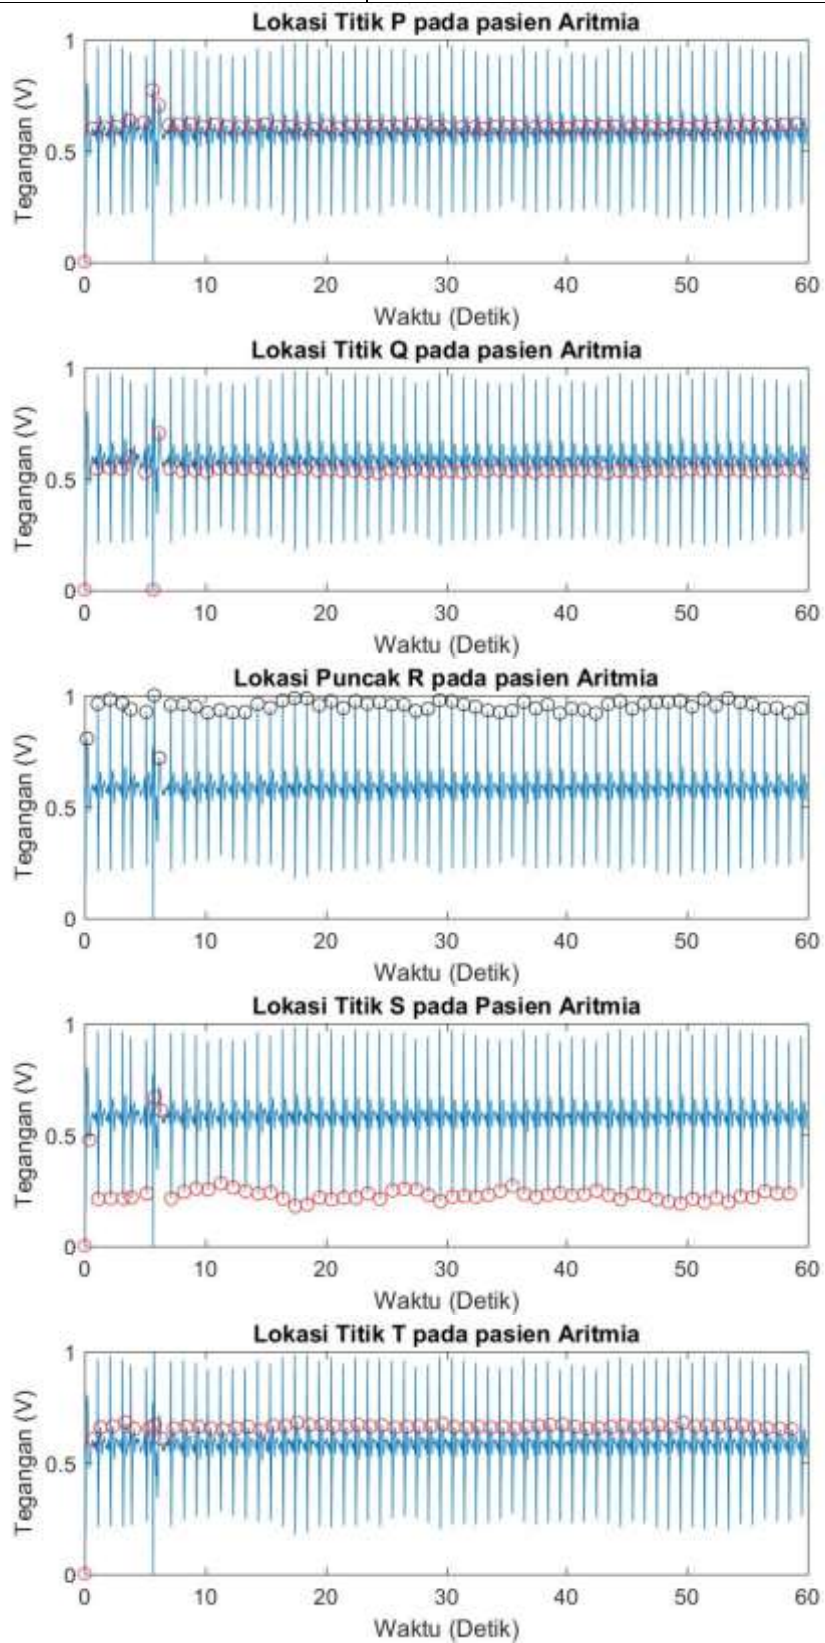 Lokasi Titik P pada pasien Aritmia
Tegangan (V)
1
0.5
0
0 10 20 30 40 50 60
Waktu (Detik)
Lokasi Titik Q pada pasien Aritmia
Tegangan (V)
1
0.5
0
0 10 20 30 40 50 60
Waktu (Detik)
Lokasi Puncak R pada pasien Aritmia
Tegangan (V)
1
0.5
0
0 10 20 30 40 50 60
Waktu (Detik)
Lokasi Titik S pada Pasien Aritmia
Tegangan (V)
1
0.5
0
0 10 20 30 40 50 60
Waktu (Detik)
Lokasi Titik T pada pasien Aritmia
Tegangan (V)
1
0.5
0
0 10 20 30 40 50 60
Waktu (Detik)